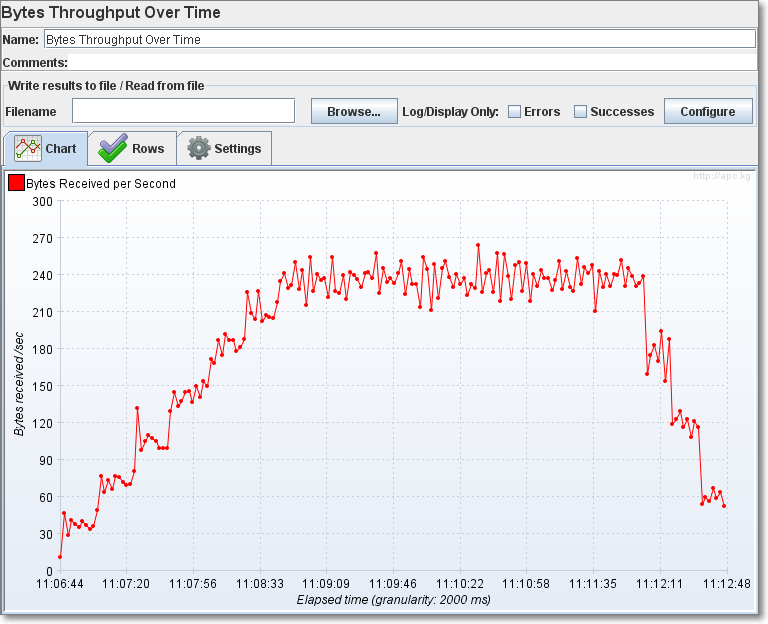 Bytes Throughput Over Time
Name: Bytes Throughput Over Time
Comments:
Write results to file / Read from file
Filename Browse... Log/Display Only: Errors Successes Configure
Chart Rows Settings
http://apc.kg
Bytes Received per Second
300
270
240
210
180
150
120
90
60
30
0
Bytes received /sec
11:06:44 11:07:20 11:07:56 11:08:33 11:09:09 11:09:46 11:10:22 11:10:58 11:11:35 11:12:11 11:12:48
Elapsed time (granularity: 2000 ms)